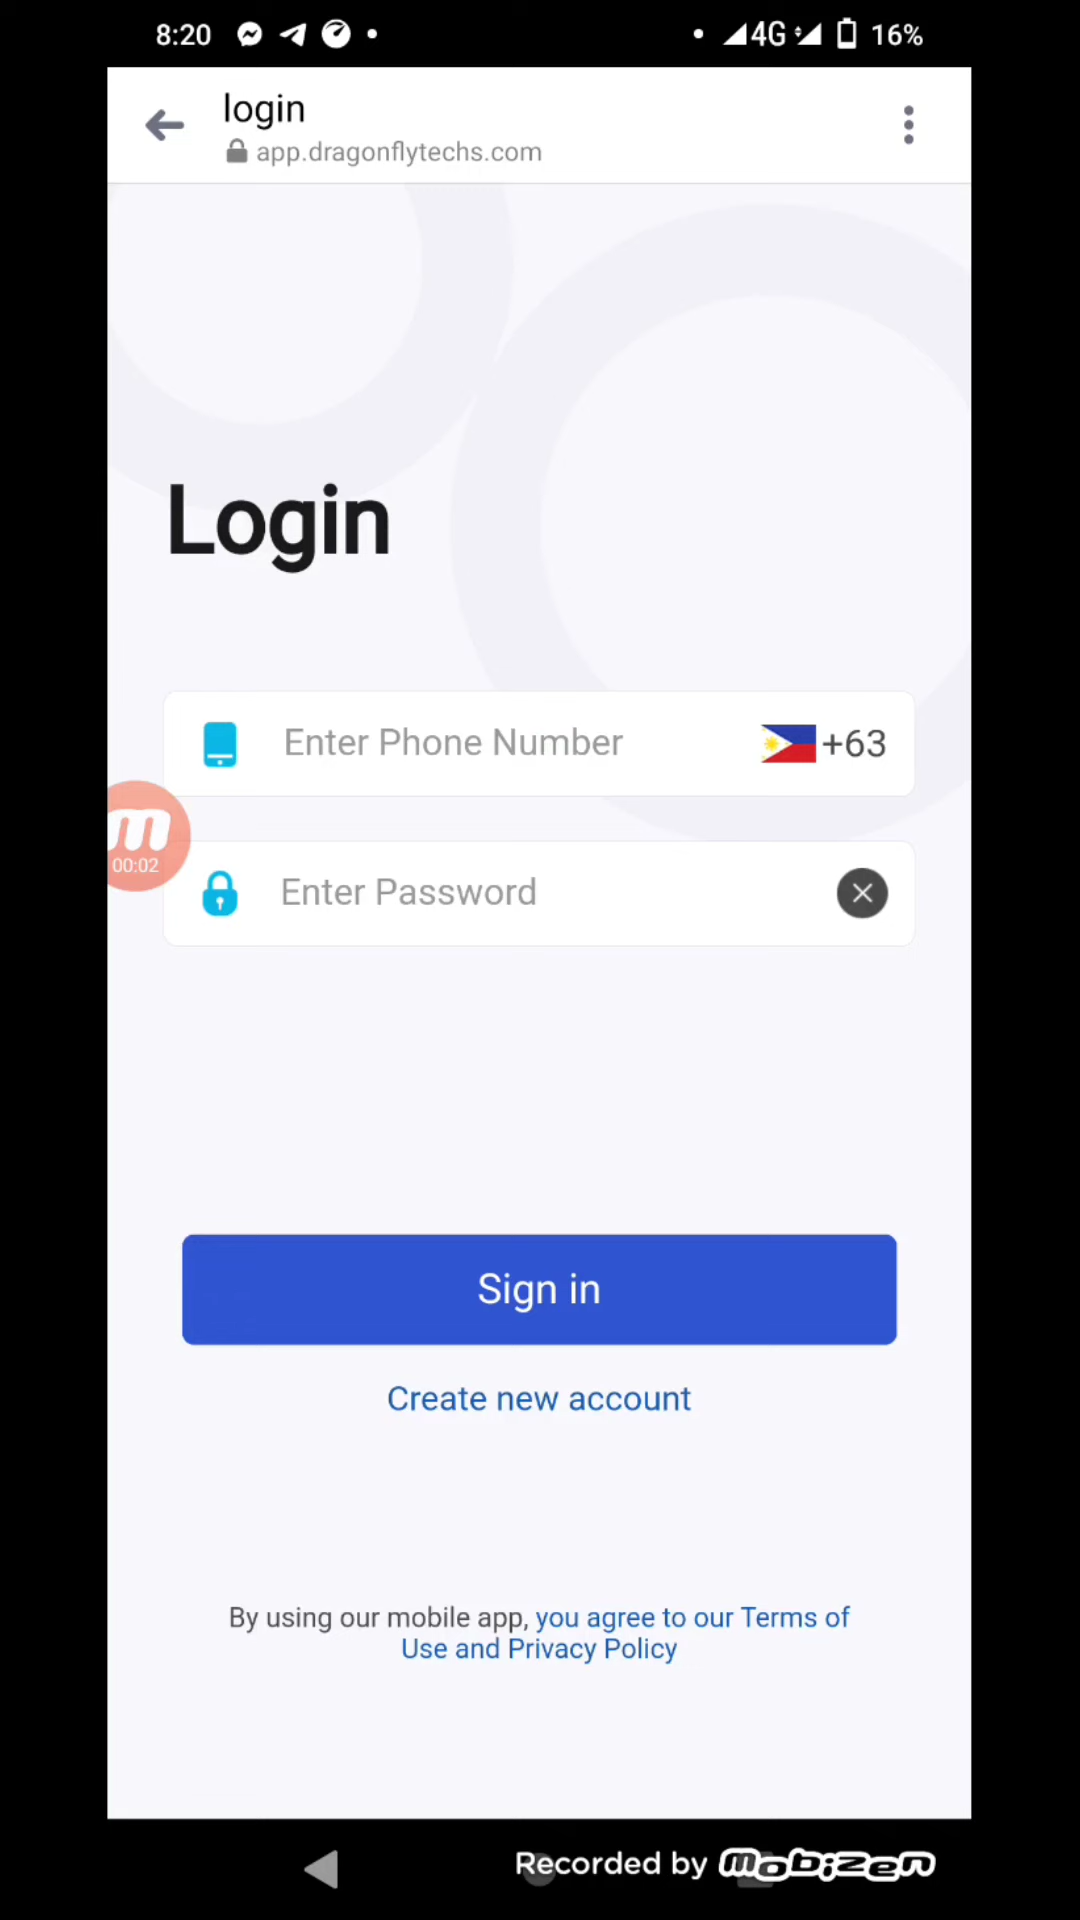 8:20
4G 16%
login
app.dragonflytechs.com
Login
Enter Phone Number +63
m
00:02
Enter Password
Sign in
Create new account
By using our mobile app, you agree to our Terms of
Use and Privacy Policy
Recorded by mobizen